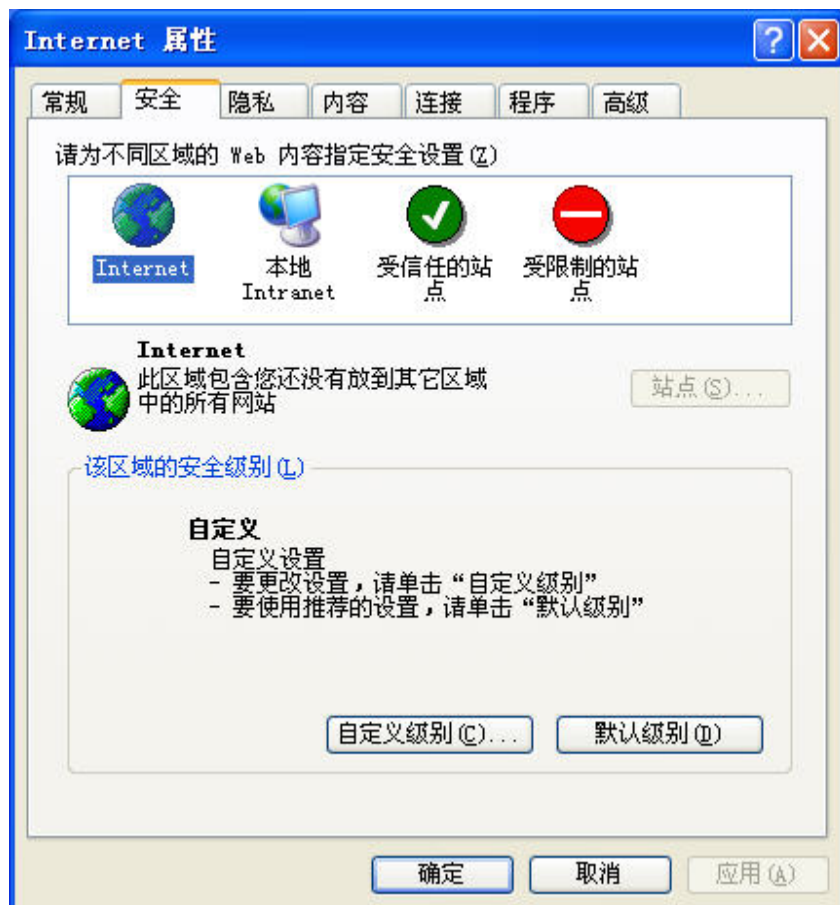 Internet 属性
常规 安全 隐私 内容 连接 程序 高级
请为不同区域的 Web 内容指定安全设置(Z)
Internet
本地
Intranet
受信任的站
点
受限制的站
点
Internet
此区域包含您还没有放到其它区域
中的所有网站
站点(S)...
该区域的安全级别(L)
自定义
自定义设置
- 要更改设置，请单击“自定义级别”
- 要使用推荐的设置，请单击“默认级别”
自定义级别(C)... 默认级别(D)
确定 取消 应用(A)